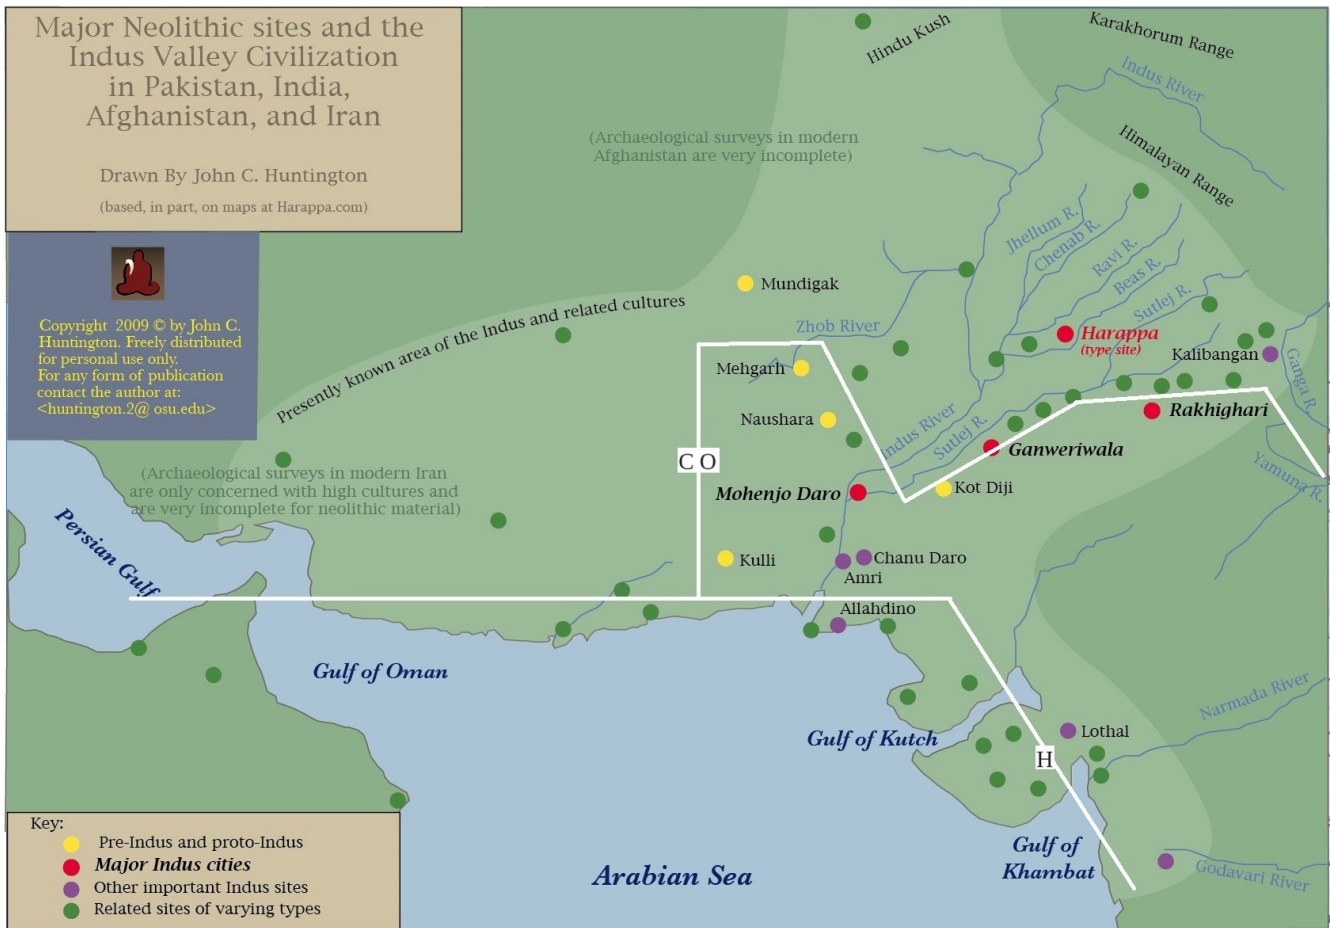 Major Neolithic sites and the
Indus Valley Civilization
in Pakistan, India,
Afghanistan, and Iran
Drawn By John C. Huntington
(based, in part, on maps at Harappa.com)
Copyright 2009 © by John C.
Huntington. Freely distributed
for personal use only.
For any form of publication
contact the author at:
<huntington.2@ osu.edu>
Hindu Kush
Karakhorum Range
Indus River
(Archaeological surveys in modern
Afghanistan are very incomplete)
Himalayan Range
Jhellum R.
Chenab R.
Ravi R.
Beas R.
Sutlej R.
Mundigak
Presently known area of the Indus and related cultures
Zhob River
Harappa
(type site)
Kalibangan
Ganga R.
Mehgarh
Naushara
Rakhighari
Indus River
Sutlej R.
Ganweriwala
C O
Yamuna R.
(Archaeological surveys in modern Iran
are only concerned with high cultures and
are very incomplete for neolithic material)
Mohenjo Daro
Kot Diji
Persian Gulf
Kulli
Chanu Daro
Amri
Allahdino
Gulf of Oman
Narmada River
Gulf of Kutch
Lothal
H
Gulf of
Khambat
Arabian Sea
Godavari River
Key:
Pre-Indus and proto-Indus
Major Indus cities
Other important Indus sites
Related sites of varying types